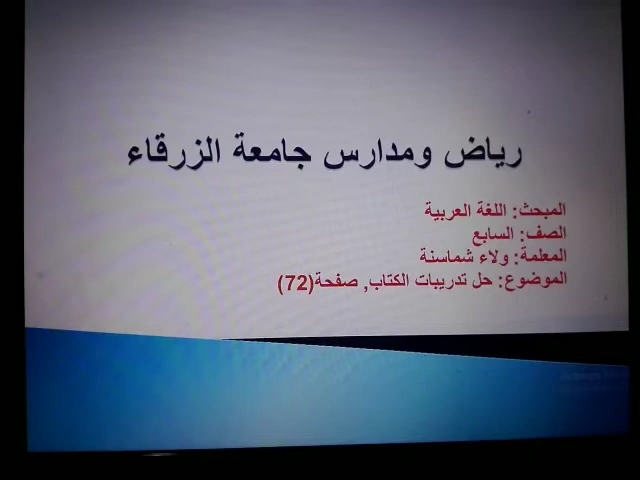 رياض ومدارس جامعة الزرقاء
المبحث: اللغة العربية
الصف: السابع
المعلمة: ولاء شماسنة
الموضوع: حل تدريبات الكتاب, صفحة(72)